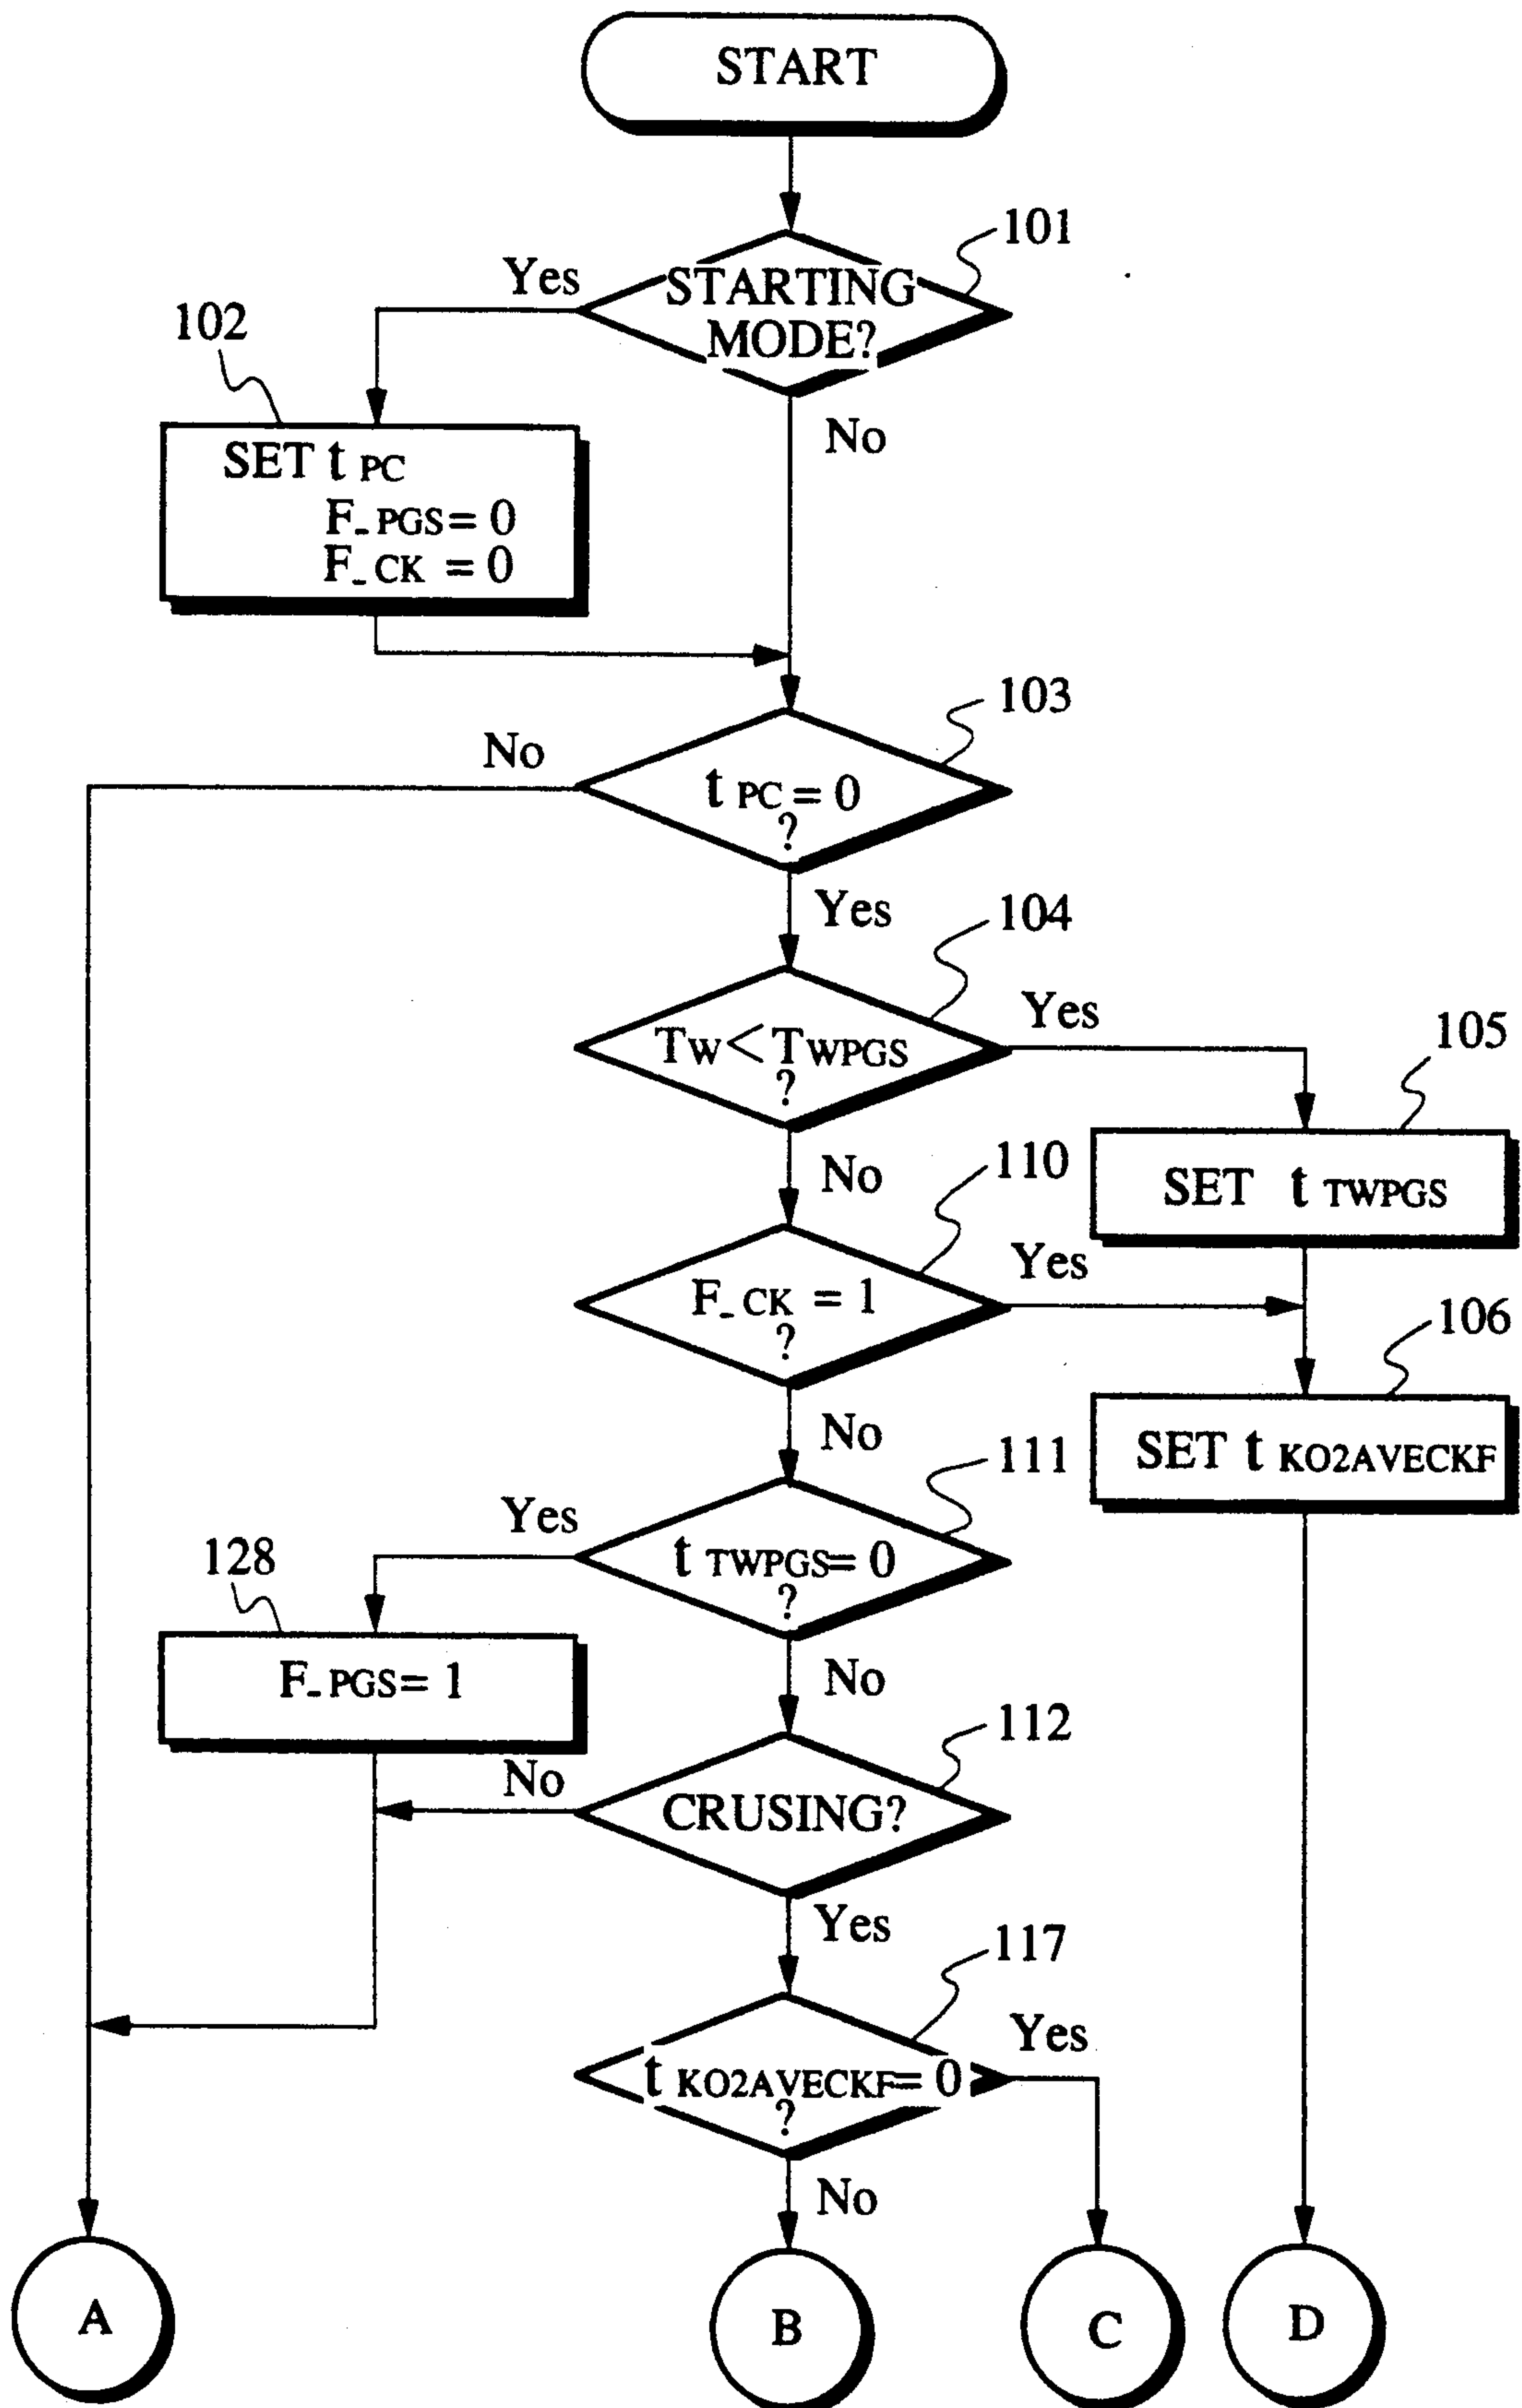 START
101
Yes
STARTING
MODE?
102
No
SET t PC
F_PGS = 0
F_CK = 0
103
No
t PC = 0
?
Yes
104
Yes
TW < TWPGS
?
105
No
110
SET t TWPGS
Yes
F_CK = 1
?
106
No
111
SET t KO2AVECKF
Yes
128
t TWPGS = 0
?
F_PGS = 1
No
112
No
CRUSING?
Yes
117
Yes
t KO2AVECKF = 0
?
No
A
B
C
D